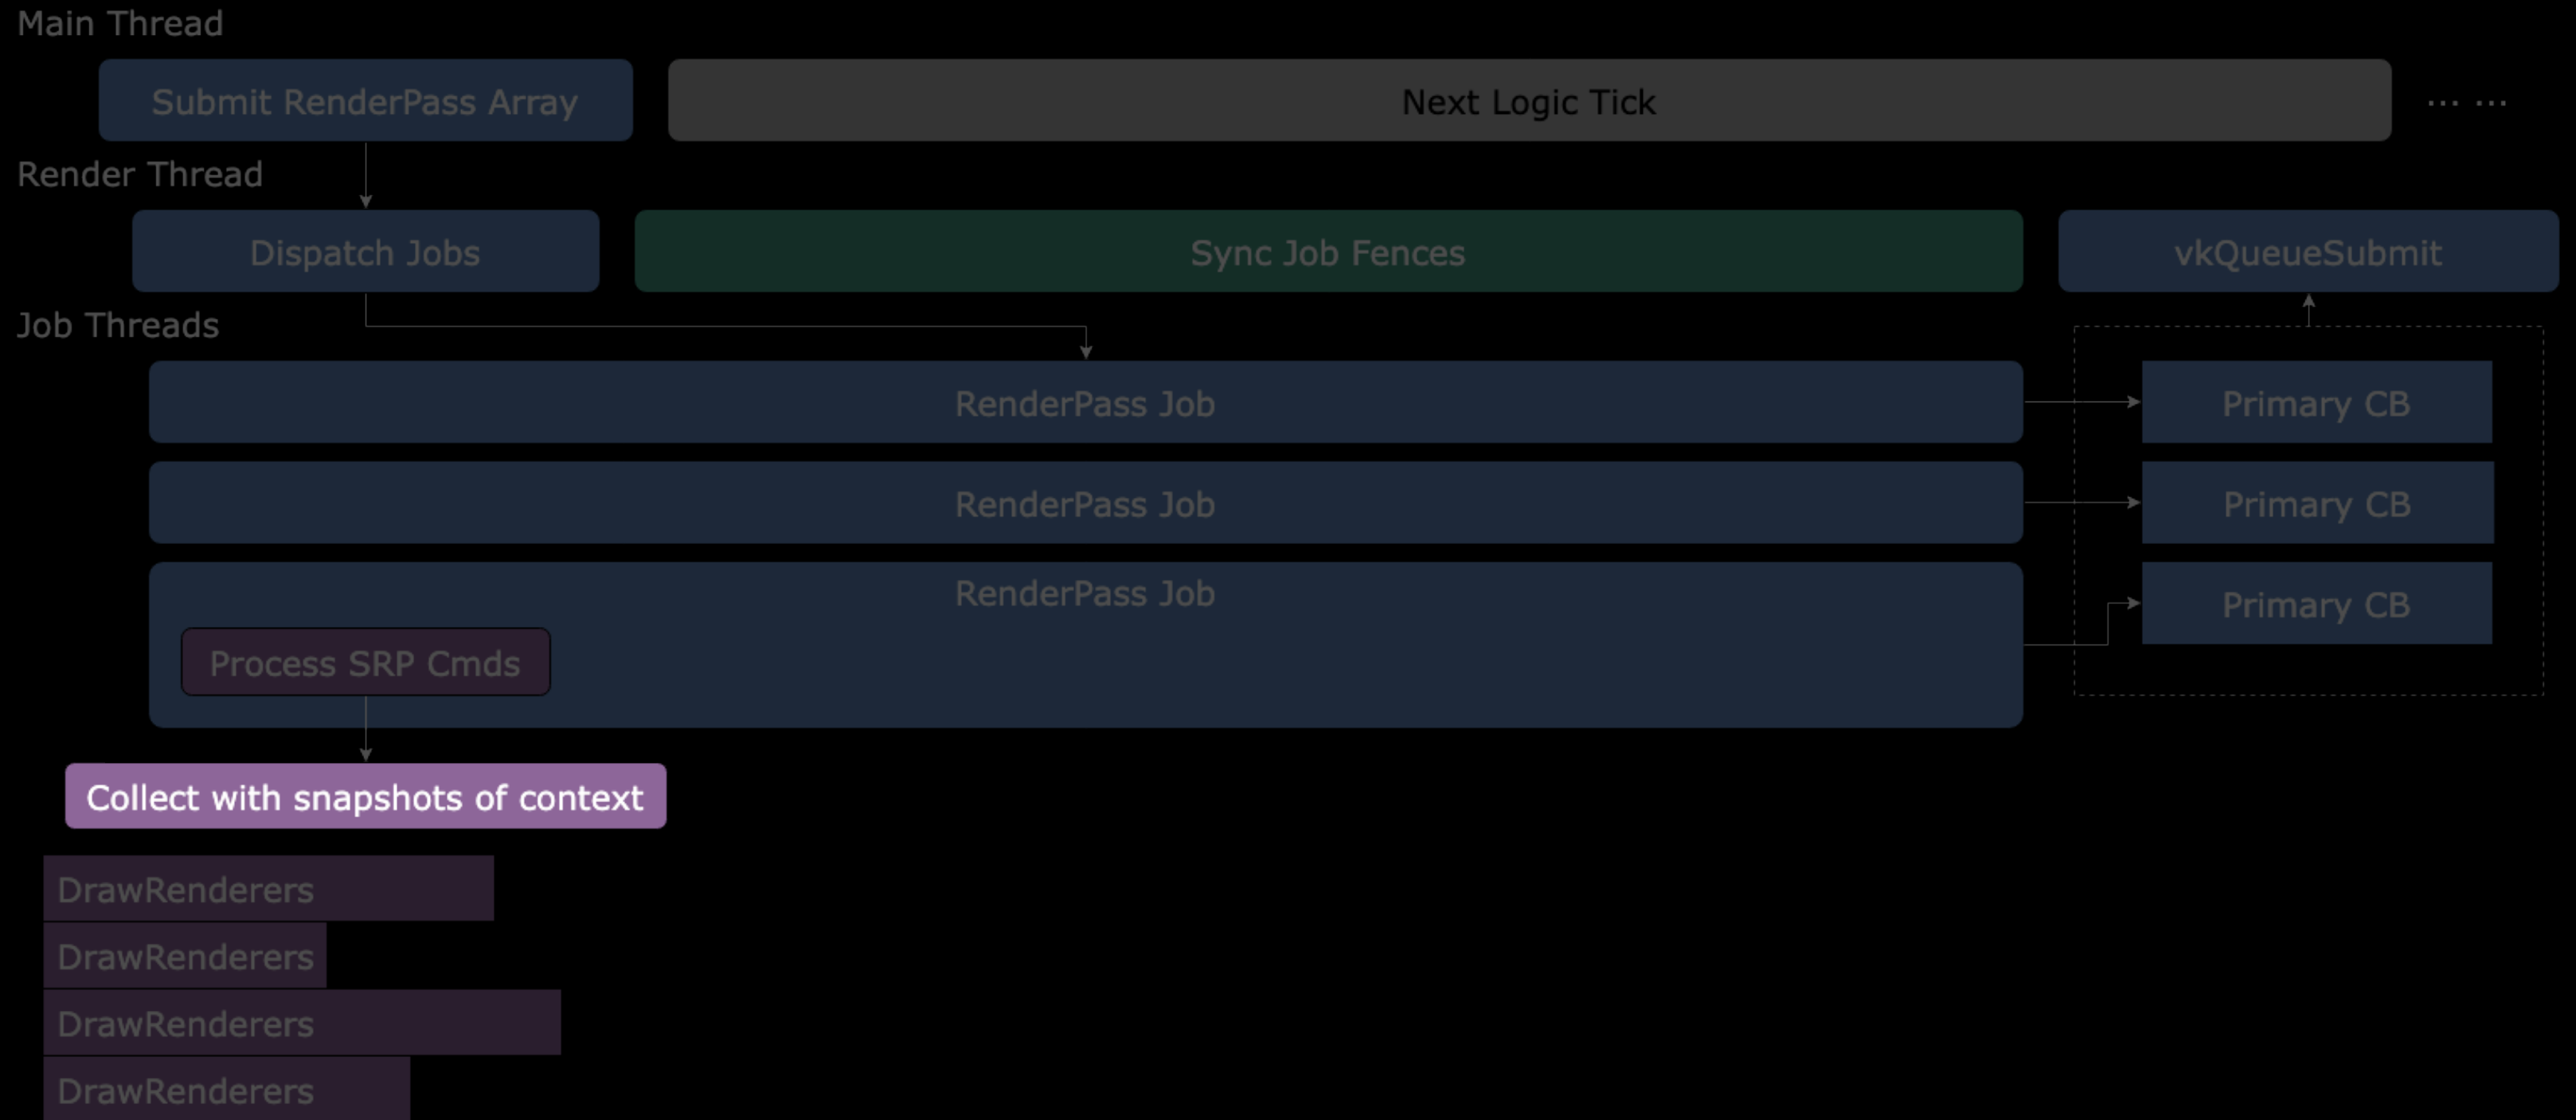 Main Thread
Submit RenderPass Array
Next Logic Tick
... ...
Render Thread
Dispatch Jobs
Sync Job Fences
vkQueueSubmit
Job Threads
RenderPass Job
Primary CB
RenderPass Job
Primary CB
RenderPass Job
Primary CB
Process SRP Cmds
Collect with snapshots of context
DrawRenderers
DrawRenderers
DrawRenderers
DrawRenderers